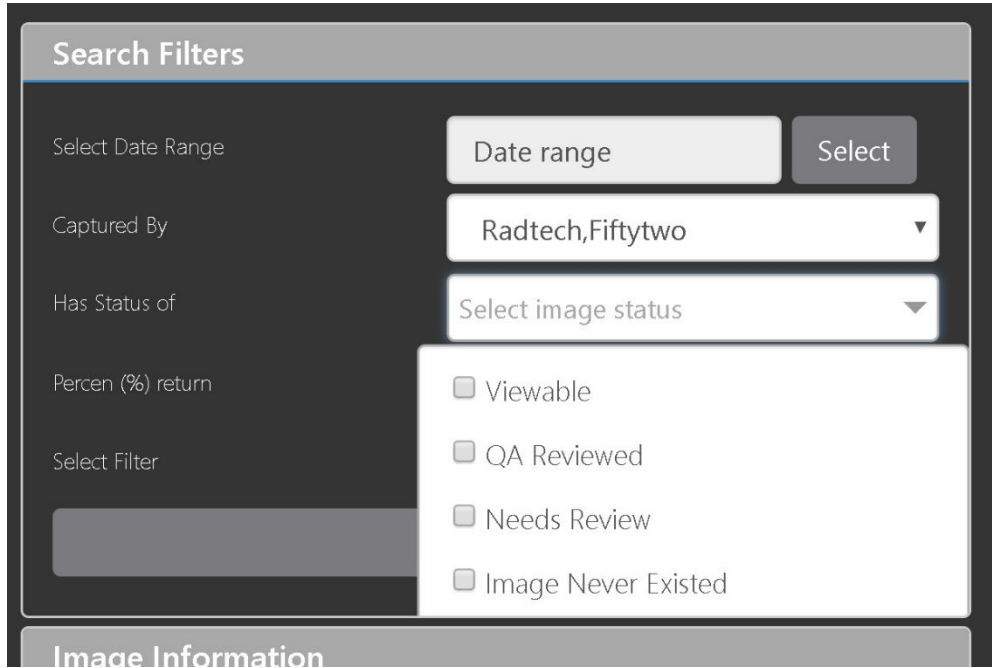 Search Filters
Select Date Range
Date range
Select
Captured By
Radtech,Fiftytwo
Has Status of
Select image status
Percen (%) return
Viewable
QA Reviewed
Select Filter
Needs Review
Image Never Existed
Image Information